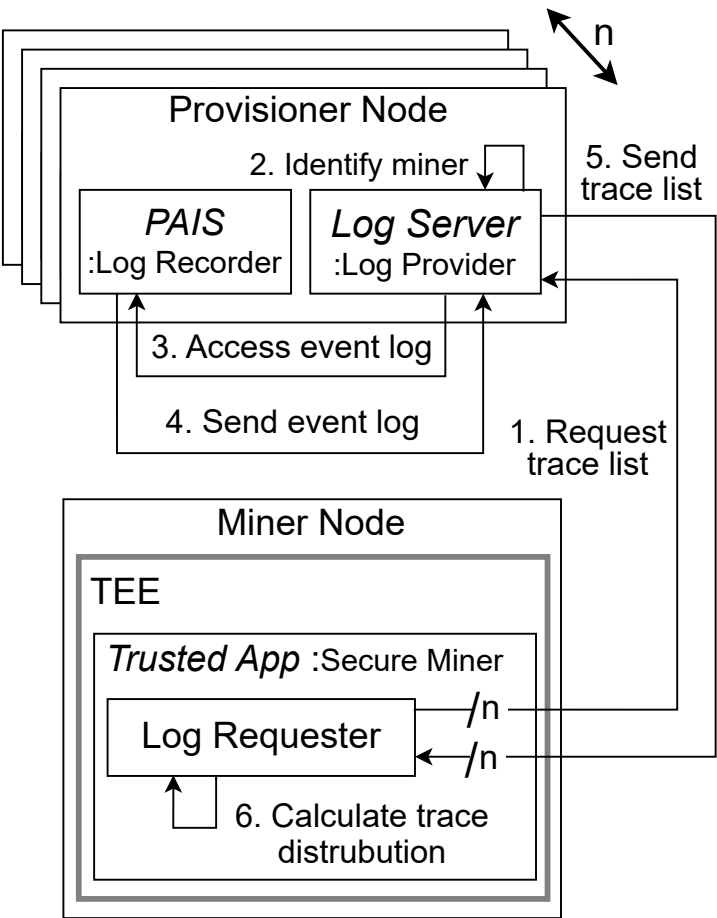 n
Provisioner Node
2. Identify miner
5. Send
trace list
PAIS
:Log Recorder
Log Server
:Log Provider
3. Access event log
4. Send event log
1. Request
trace list
Miner Node
TEE
Trusted App :Secure Miner
Log Requester
/n
/n
6. Calculate trace
distrubution